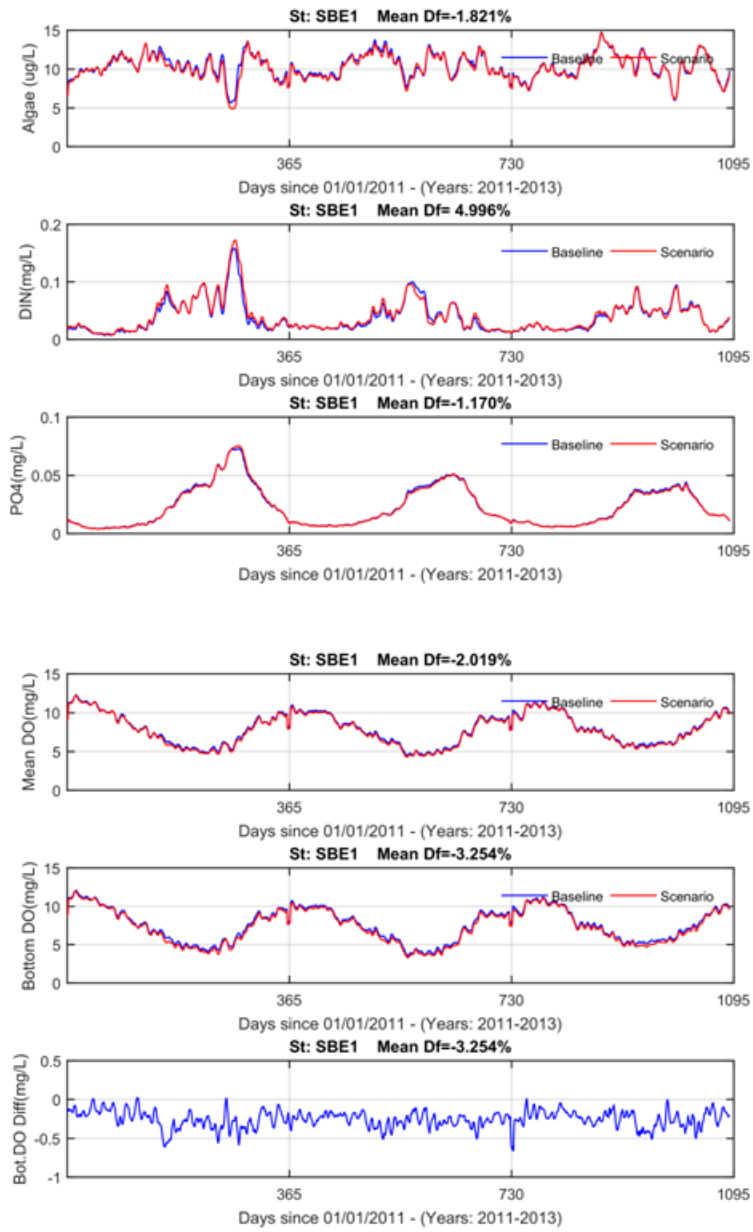 St: SBE1 Mean Df=-1.821%
15
10
5
0
Algae (ug/L)
Baseline Scenario
365 730 1095
Days since 01/01/2011 - (Years: 2011-2013)
St: SBE1 Mean Df= 4.996%
0.2
0.1
0
DIN(mg/L)
Baseline Scenario
365 730 1095
Days since 01/01/2011 - (Years: 2011-2013)
St: SBE1 Mean Df=-1.170%
0.1
0.05
0
PO4(mg/L)
Baseline Scenario
365 730 1095
Days since 01/01/2011 - (Years: 2011-2013)
St: SBE1 Mean Df=-2.019%
15
10
5
0
Mean DO(mg/L)
Baseline Scenario
365 730 1095
Days since 01/01/2011 - (Years: 2011-2013)
St: SBE1 Mean Df=-3.254%
15
10
5
0
Bottom DO(mg/L)
Baseline Scenario
365 730 1095
Days since 01/01/2011 - (Years: 2011-2013)
St: SBE1 Mean Df=-3.254%
0.5
0
-0.5
-1
Bot.DO Diff(mg/L)
365 730 1095
Days since 01/01/2011 - (Years: 2011-2013)